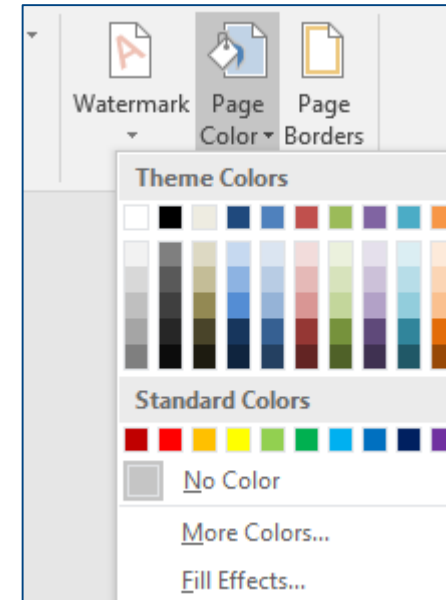 Watermark Page Page
Color Borders
Theme Colors
Standard Colors
No Color
More Colors...
Fill Effects...